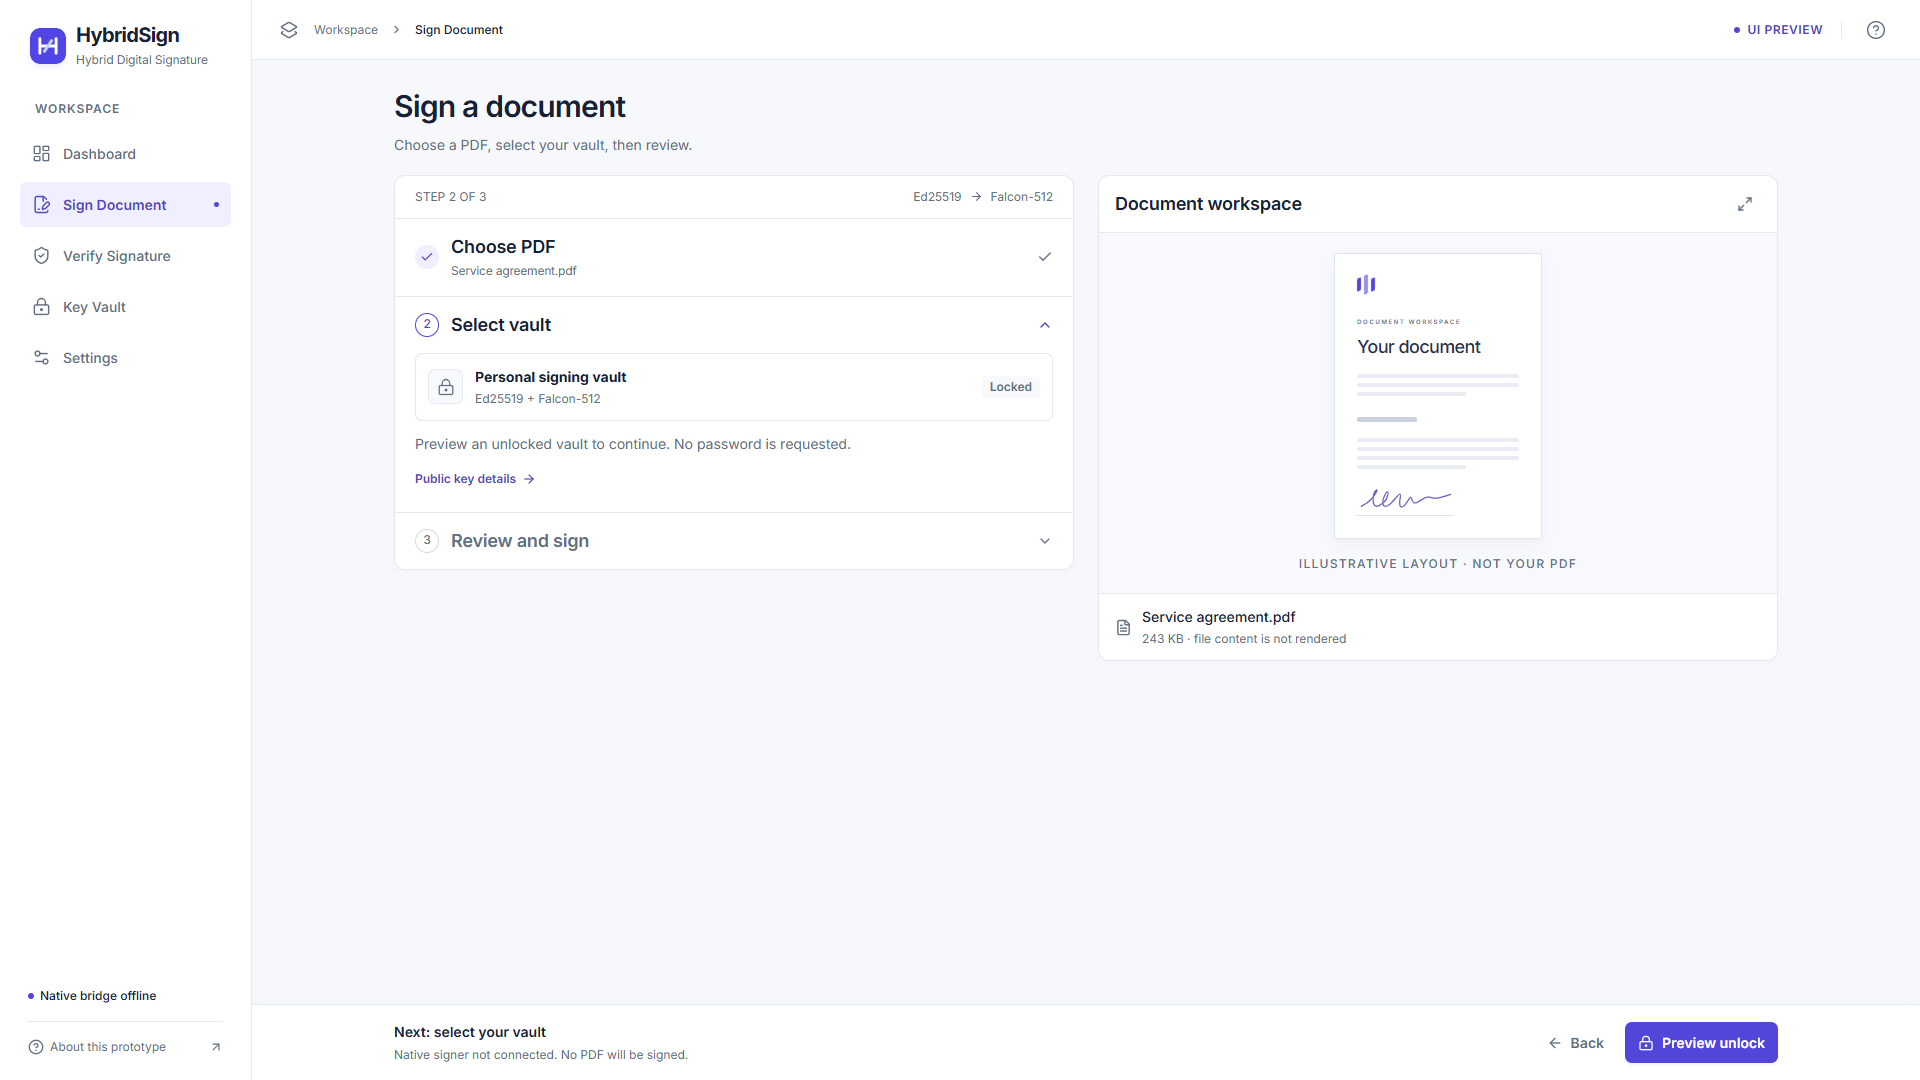 HybridSign
Hybrid Digital Signature
WORKSPACE
Dashboard
Sign Document
Verify Signature
Key Vault
Settings
Native bridge offline
About this prototype
Workspace
Sign Document
UI PREVIEW
Sign a document
Choose a PDF, select your vault, then review.
STEP 2 OF 3
Ed25519 → Falcon-512
Choose PDF
Service agreement.pdf
2
Select vault
Personal signing vault
Ed25519 + Falcon-512
Locked
Preview an unlocked vault to continue. No password is requested.
Public key details →
3
Review and sign
Document workspace
DOCUMENT WORKSPACE
Your document
ILLUSTRATIVE LAYOUT · NOT YOUR PDF
Service agreement.pdf
243 KB · file content is not rendered
Next: select your vault
Native signer not connected. No PDF will be signed.
← Back
Preview unlock